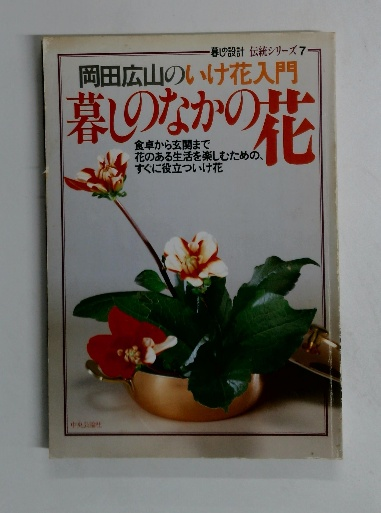 暮しの設計 伝統シリーズ7
岡田広山のいけ花入門
暮しのなかの花
食卓から玄関まで
花のある生活を楽しむための、
すぐに役立ついけ花
中央公論社